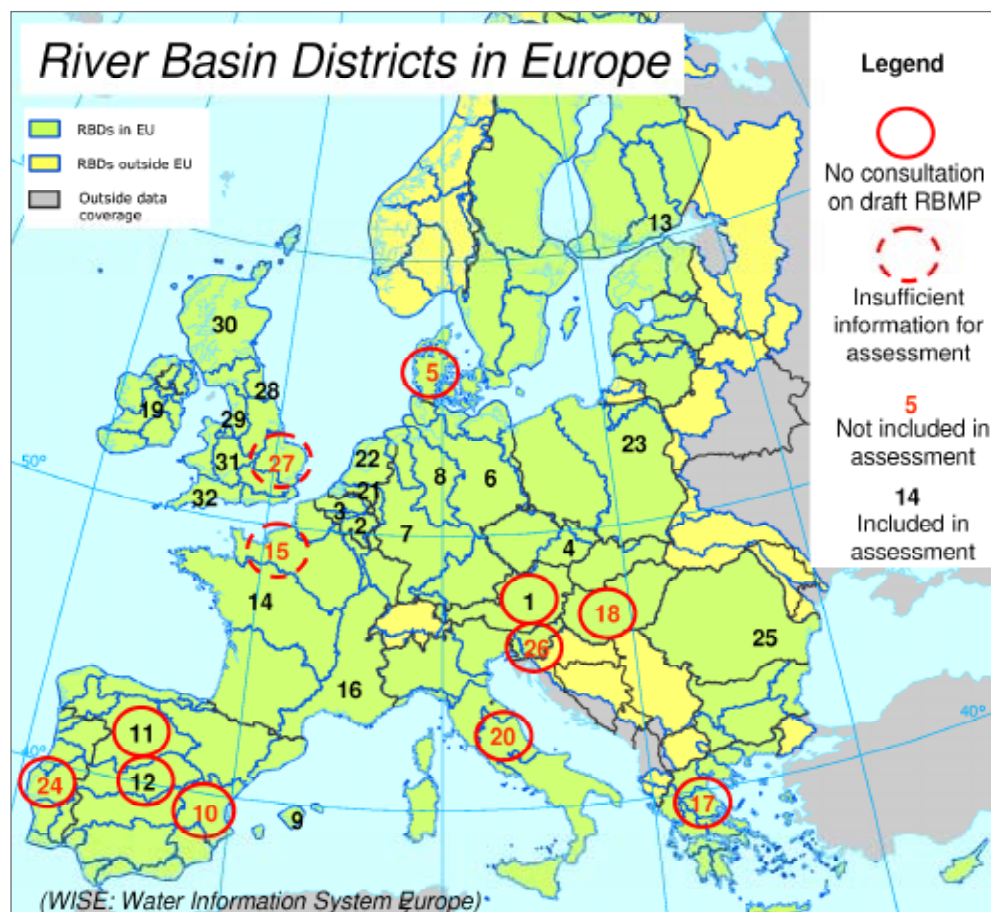 River Basin Districts in Europe
RBDs in EU
RBDs outside EU
Outside data
coverage
Legend
No consultation
on draft RBMP
Insufficient
information for
assessment
5
Not included in
assessment
14
Included in
assessment
13
30
5
28
19
29
23
22
8
6
31
27
21
32
3
2
7
15
4
14
1
18
25
26
16
50°
40°
11
20
40°
24
12
10
17
9
(WISE: Water Information System Europe)